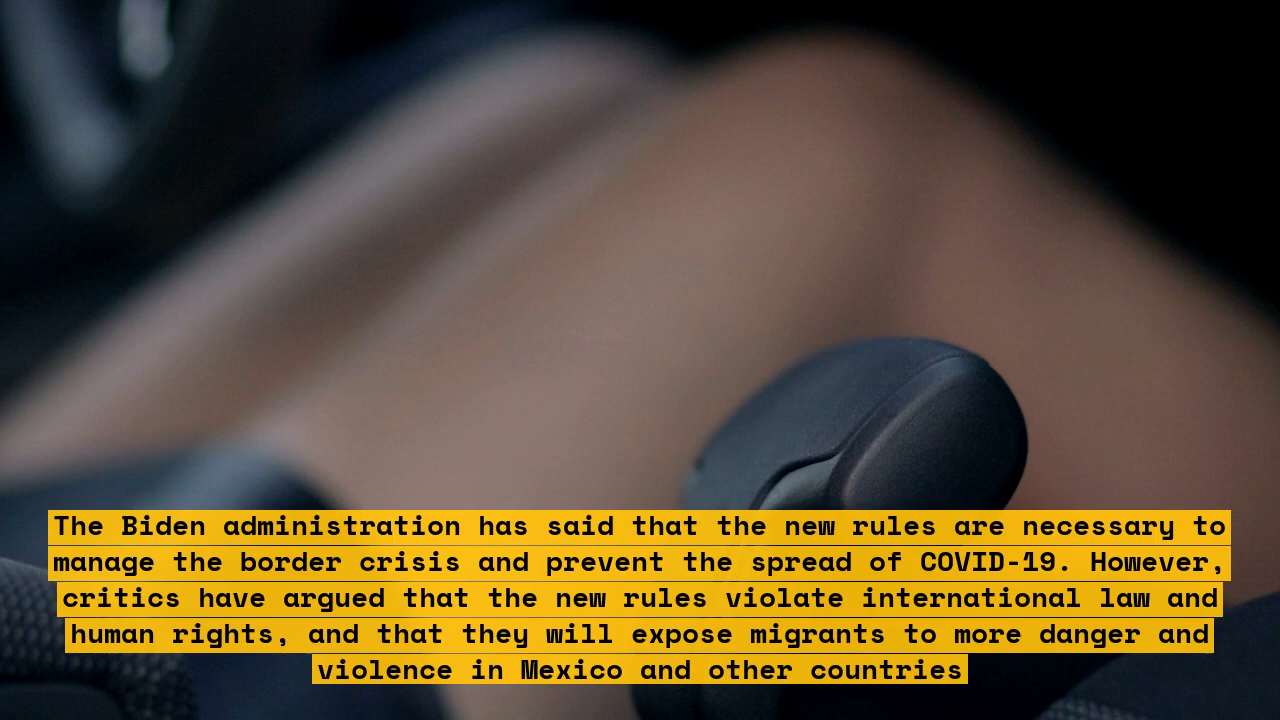 The Biden administration has said that the new rules are necessary to
manage the border crisis and prevent the spread of COVID-19. However,
critics have argued that the new rules violate international law and
human rights, and that they will expose migrants to more danger and
violence in Mexico and other countries